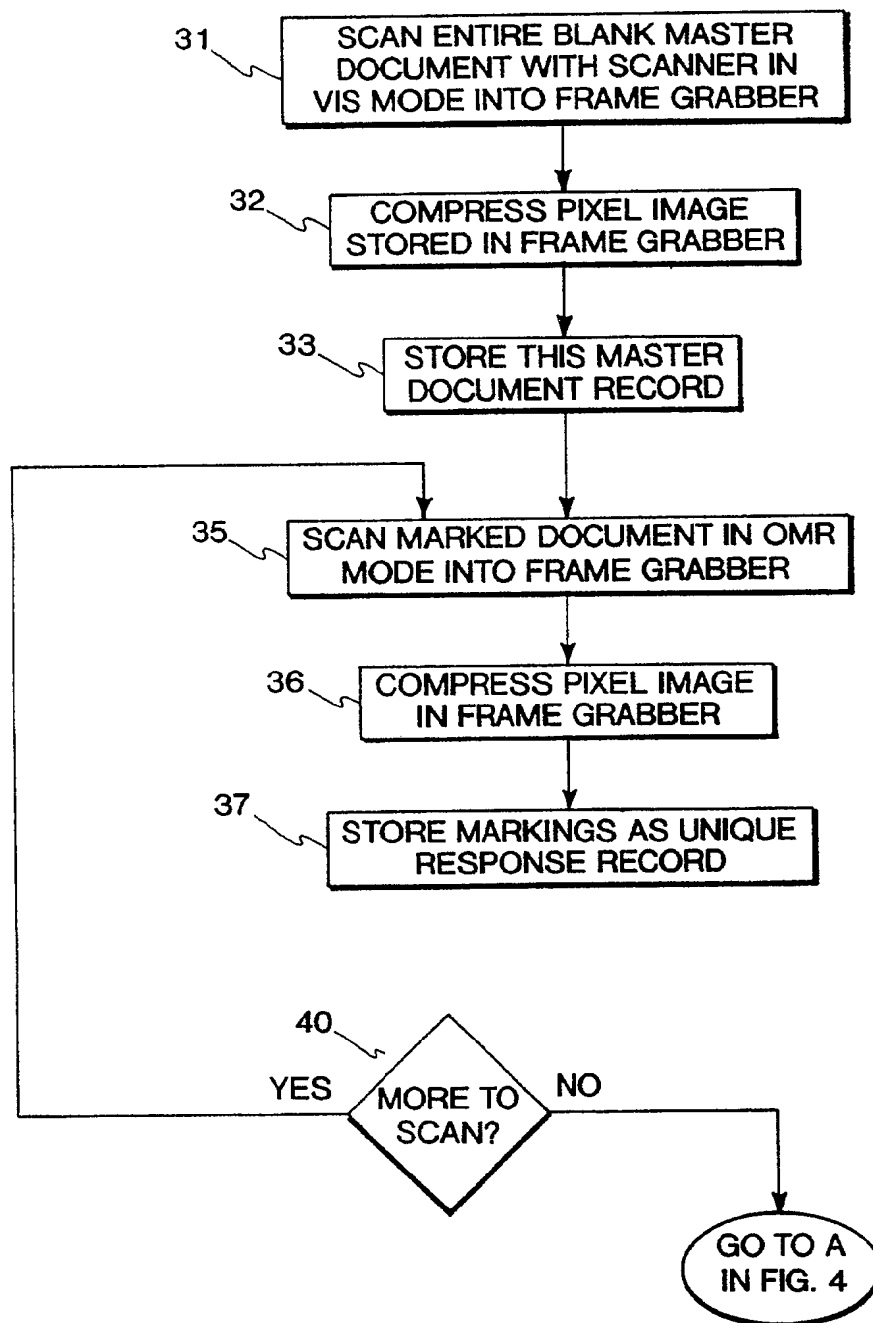 31
SCAN ENTIRE BLANK MASTER
DOCUMENT WITH SCANNER IN
VIS MODE INTO FRAME GRABBER
32
COMPRESS PIXEL IMAGE
STORED IN FRAME GRABBER
33
STORE THIS MASTER
DOCUMENT RECORD
35
SCAN MARKED DOCUMENT IN OMR
MODE INTO FRAME GRABBER
36
COMPRESS PIXEL IMAGE
IN FRAME GRABBER
37
STORE MARKINGS AS UNIQUE
RESPONSE RECORD
40
YES
MORE TO
SCAN?
NO
GO TO A
IN FIG. 4